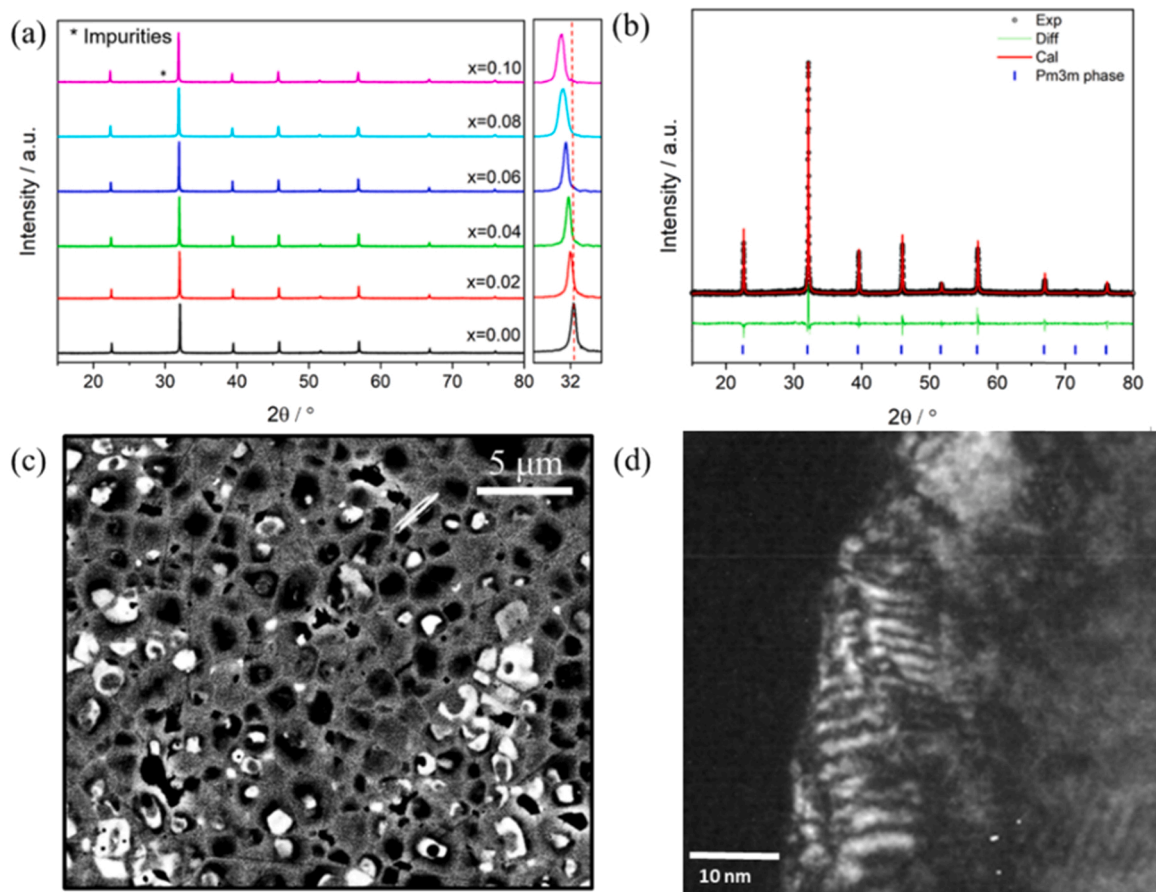 (a)
* Impurities
*
x=0.10
x=0.08
x=0.06
x=0.04
x=0.02
x=0.00
Intensity / a.u.
20 30 40 50 60 70 80
32
2θ / °
(b)
Exp
Diff
Cal
Pm3m phase
Intensity / a.u.
20 30 40 50 60 70 80
2θ / °
(c)
5 μm
(d)
10 nm